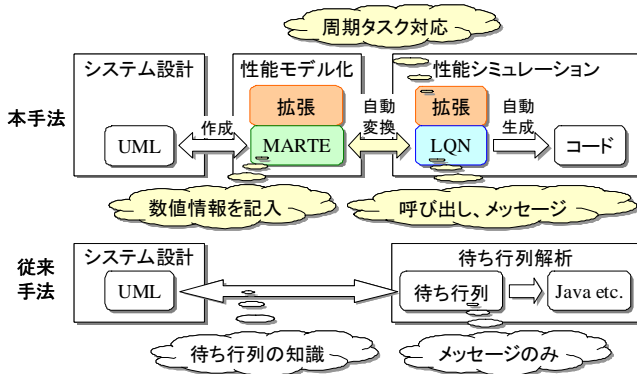 周期タスク対応
システム設計
性能モデル化
性能シミュレーション
本手法
拡張
自動
変換
拡張
自動
生成
作成
UML
MARTE
LQN
コード
数値情報を記入
呼び出し、メッセージ
従来
手法
システム設計
待ち行列解析
UML
待ち行列
Java etc.
待ち行列の知識
メッセージのみ